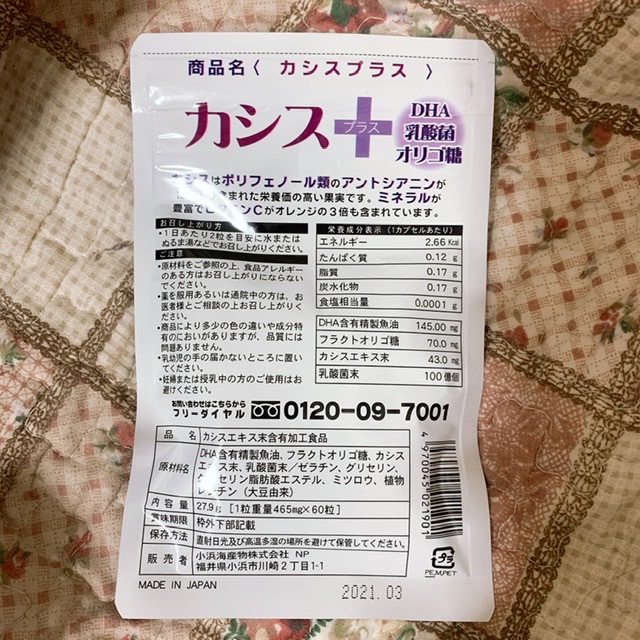 商品名〈 カシスプラス 〉
カシス
プラス
DHA
乳酸菌
オリゴ糖
カシスはポリフェノール類のアントシアニンが
含まれた栄養価の高い果実です。ミネラルが
豊富でビタミンCがオレンジの3倍も含まれています。
お召し上がり方
・1日あたり2粒を目安に水または
ぬるま湯などでお召し上がりください。
ご注意
・原材料をご参照の上、食品アレルギー
のある方はお召し上がりにならない
でください。
・薬を服用あるいは通院中の方は、お
医者様とご相談の上お召し上がり
ください。
・商品により多少の色の違いや成分特
有のにおいがありますが、品質には
問題ありません。
・乳幼児の手の届かないところに置い
てください。
・妊婦または授乳中の方のご使用はお
避けください。
栄養成分表示(1カプセルあたり)
エネルギー 2.66 Kcal
たんぱく質 0.12 g
脂質 0.17 g
炭水化物 0.17 g
食塩相当量 0.0001 g
DHA含有精製魚油 145.00 mg
フラクトオリゴ糖 70.0 mg
カシスエキス末 43.0 mg
乳酸菌末 100 億個
お問い合わせはこちらから
フリーダイヤル 0120-09-7001
品名 カシスエキス末含有加工食品
原材料名 DHA含有精製魚油、フラクトオリゴ糖、カシス
エキス末、乳酸菌末/ゼラチン、グリセリン、
グリセリン脂肪酸エステル、ミツロウ、植物
レシチン(大豆由来)
内容量 27.9g [1粒重量465mg×60粒]
賞味期限 枠外下部記載
保存方法 直射日光及び高温多湿の場所を避けて保管してください。
販売者 小浜海産物株式会社 NP
福井県小浜市川崎2丁目1-1
4970045021901
プラ
PE,M,PET
MADE IN JAPAN
2021.03